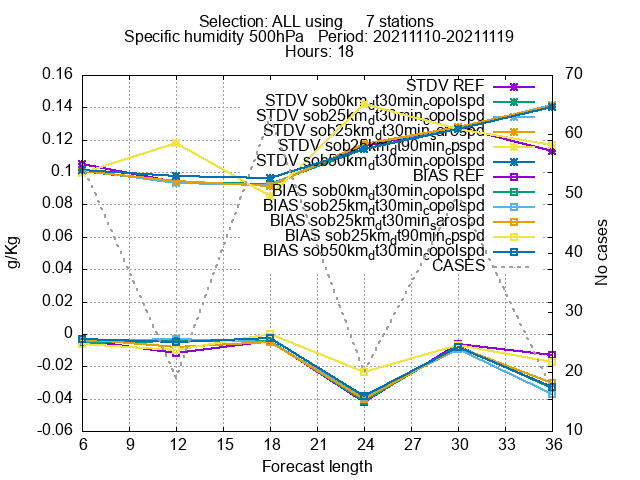 Selection: ALL using 7 stations
Specific humidity 500hPa Period: 20211110-20211119
Hours: 18
STDV REF
STDV sob0km_dt30min_copolspd
STDV sob25km_dt30min_copolspd
STDV sob25km_dt30min_sarospd
STDV sob25km_dt90min_cpspd
STDV sob50km_dt30min_copolspd
BIAS REF
BIAS sob0km_dt30min_copolspd
BIAS sob25km_dt30min_copolspd
BIAS sob25km_dt30min_sarospd
BIAS sob25km_dt90min_cpspd
BIAS sob50km_dt30min_copolspd
CASES
g/Kg
0.16
0.14
0.12
0.1
0.08
0.06
0.04
0.02
0
-0.02
-0.04
-0.06
No cases
70
60
50
40
30
20
10
6 9 12 15 18 21 24 27 30 33 36
Forecast length